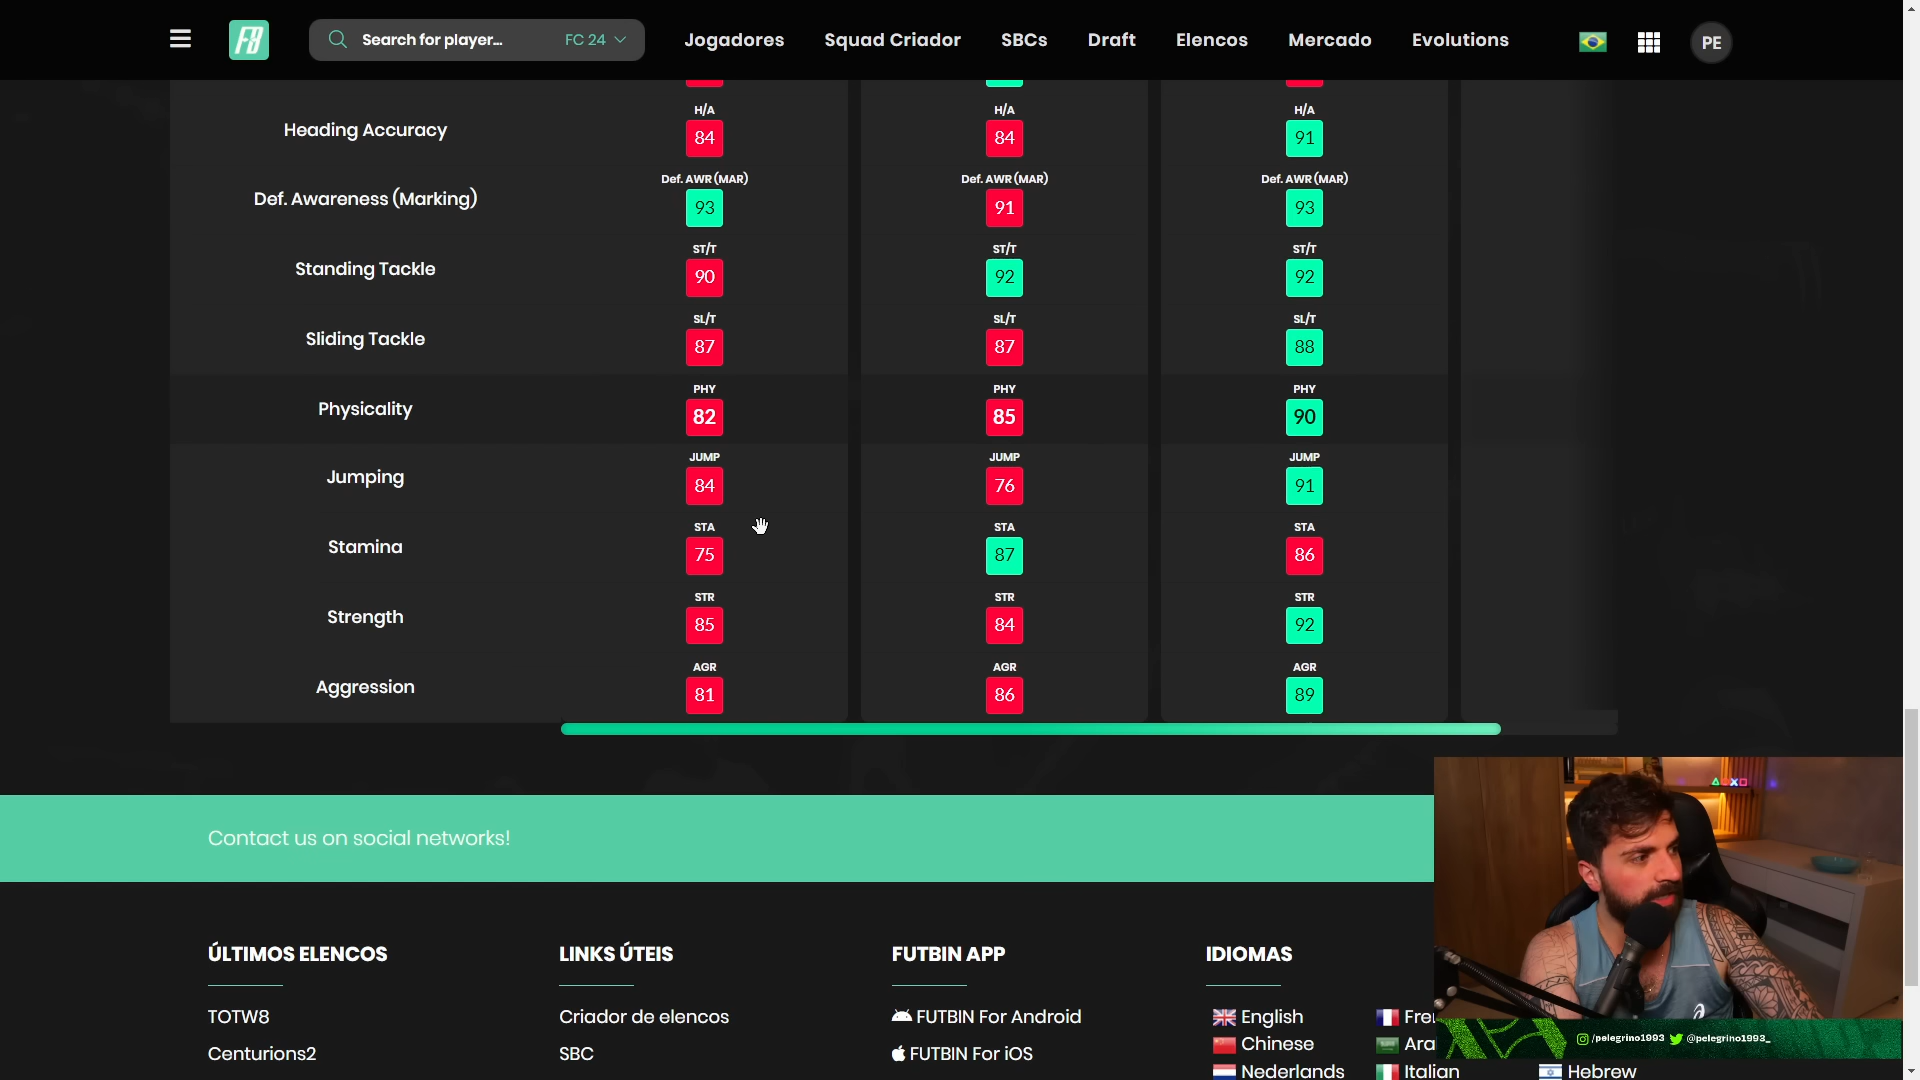 F8 Search for player... FC 24 Jogadores Squad Criador SBCs Draft Elencos Mercado Evolutions PE
H/A H/A H/A
Heading Accuracy 84 84 91
Def. AWR (MAR) Def. AWR (MAR) Def. AWR (MAR)
Def. Awareness (Marking) 93 91 93
ST/T ST/T ST/T
Standing Tackle 90 92 92
SL/T SL/T SL/T
Sliding Tackle 87 87 88
PHY PHY PHY
Physicality 82 85 90
JUMP JUMP JUMP
Jumping 84 76 91
STA STA STA
Stamina 75 87 86
STR STR STR
Strength 85 84 92
AGR AGR AGR
Aggression 81 86 89
Contact us on social networks!
ÚLTIMOS ELENCOS LINKS ÚTEIS FUTBIN APP IDIOMAS
TOTW8 Criador de elencos FUTBIN For Android English Fre
Centurions2 SBC FUTBIN For iOS Chinese Ara
Nederlands Italian Hebrew
/pelegrino1993 @pelegrino1993_